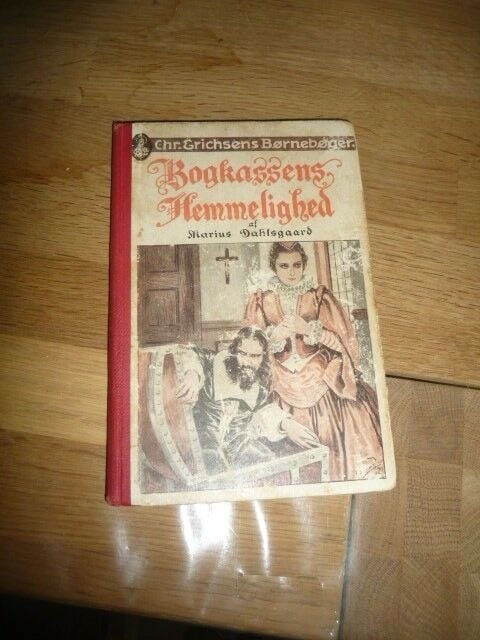 Chr. Erichsens Børnebøger.
Bogkassens
Hemmelighed
af
Marius Dahlsgaard